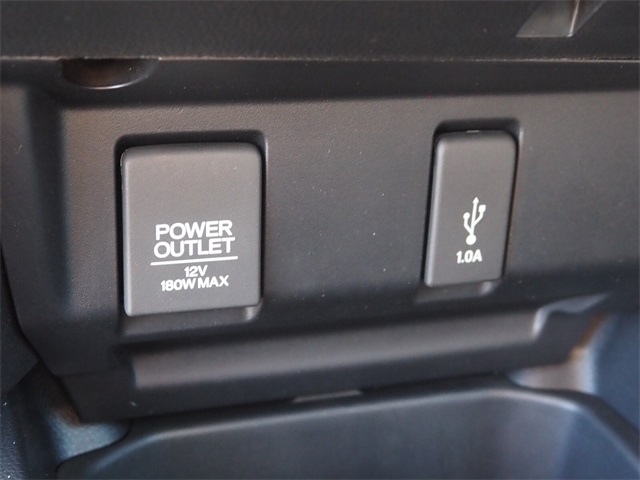 POWER
OUTLET
12V
180W MAX
1.0A